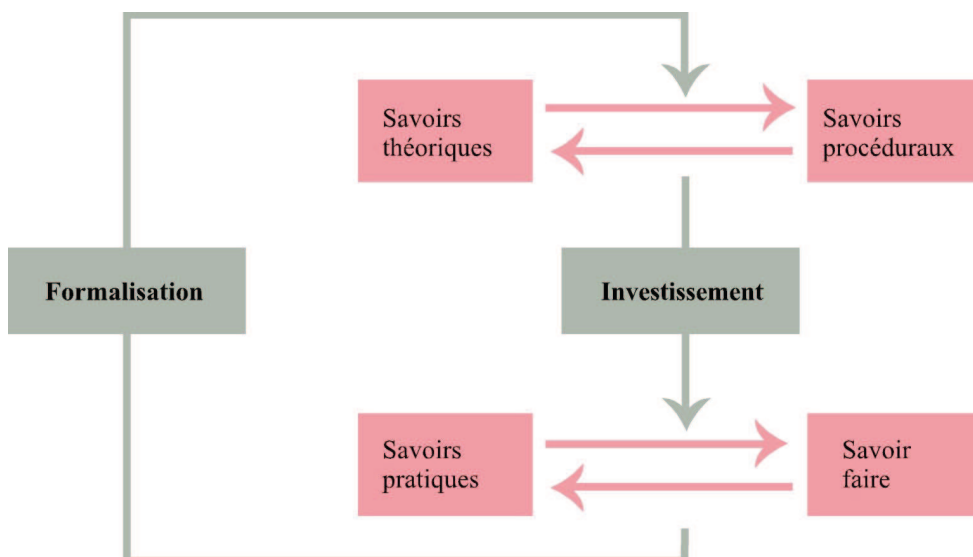 Savoirs
théoriques
Savoirs
procéduraux
Formalisation
Investissement
Savoirs
pratiques
Savoir
faire